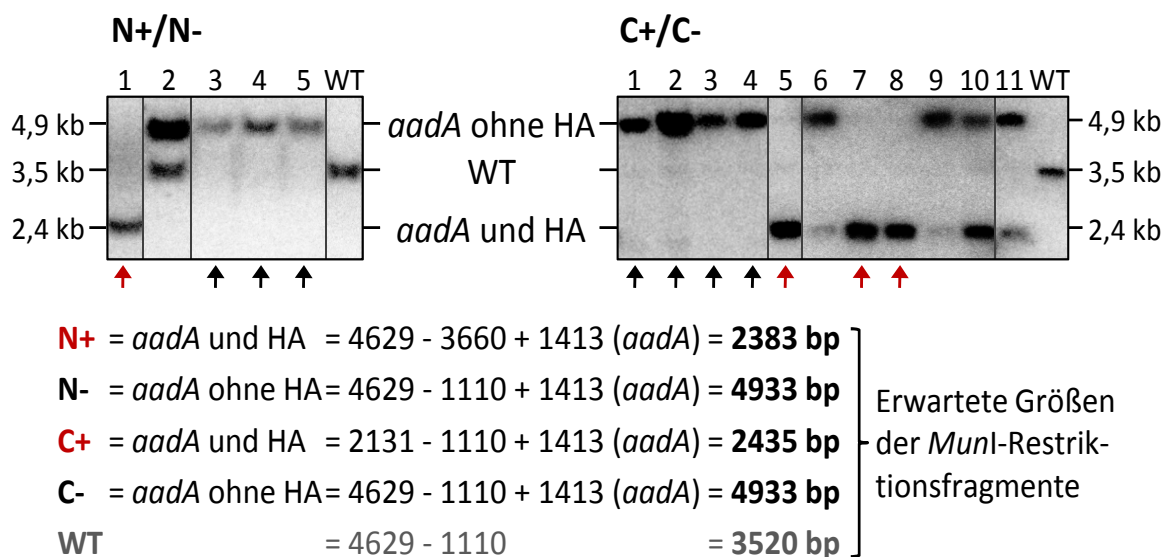 N+/N-
C+/C-
1 2 3 4 5 WT
1 2 3 4 5 6 7 8 9 10 11 WT
4,9 kb
aadA ohne HA
4,9 kb
3,5 kb
WT
3,5 kb
2,4 kb
aadA und HA
2,4 kb
N+ = aadA und HA = 4629 - 3660 + 1413 (aadA) = 2383 bp
N- = aadA ohne HA = 4629 - 1110 + 1413 (aadA) = 4933 bp
C+ = aadA und HA = 2131 - 1110 + 1413 (aadA) = 2435 bp
C- = aadA ohne HA = 4629 - 1110 + 1413 (aadA) = 4933 bp
WT = 4629 - 1110 = 3520 bp
Erwartete Größen
der MunI-Restrik-
tionsfragmente